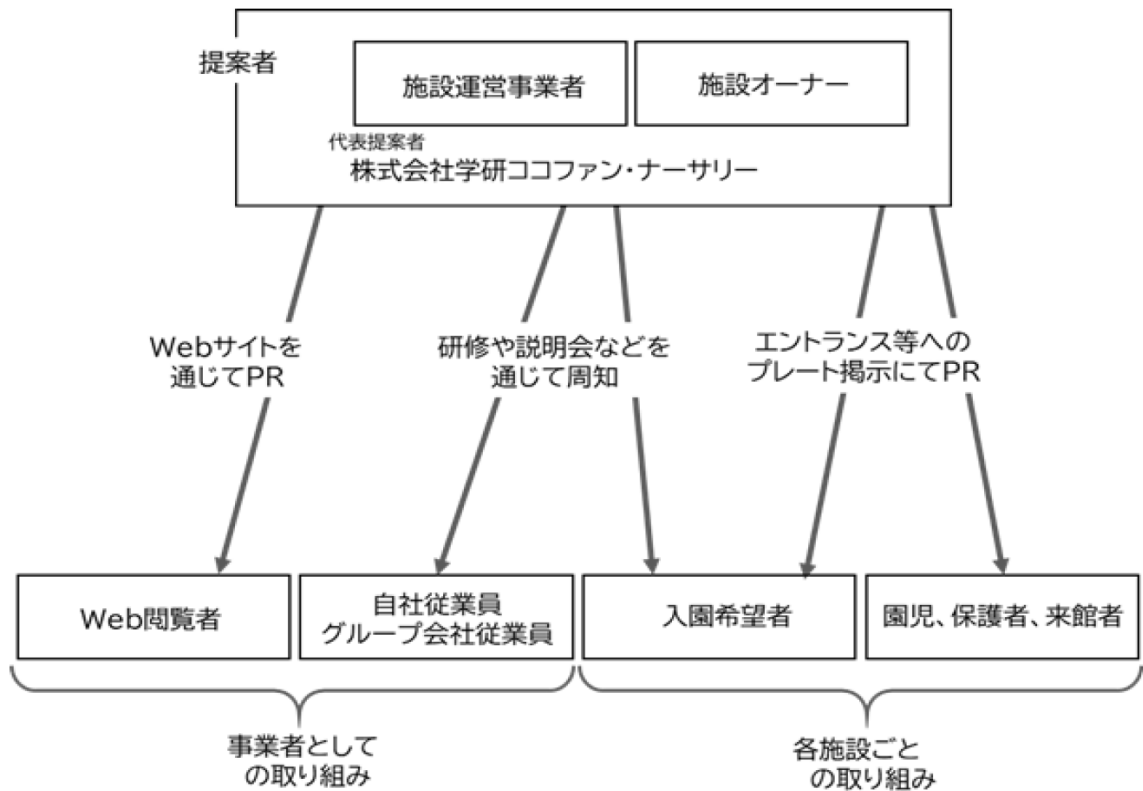 提案者
施設運営事業者
施設オーナー
代表提案者
株式会社学研ココファン・ナーサリー
Webサイトを
通じてPR
研修や説明会などを
通じて周知
エントランス等への
プレート掲示にてPR
Web閲覧者
自社従業員
グループ会社従業員
入園希望者
園児、保護者、来館者
事業者として
の取り組み
各施設ごと
の取り組み